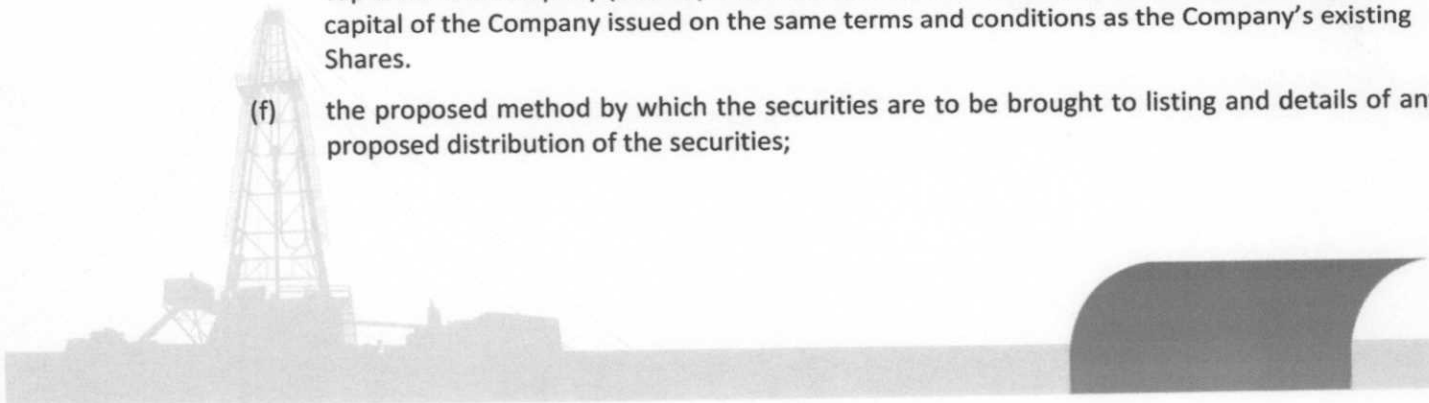 capital of the Company issued on the same terms and conditions as the Company's existing
Shares.
(f) the proposed method by which the securities are to be brought to listing and details of
proposed distribution of the securities;